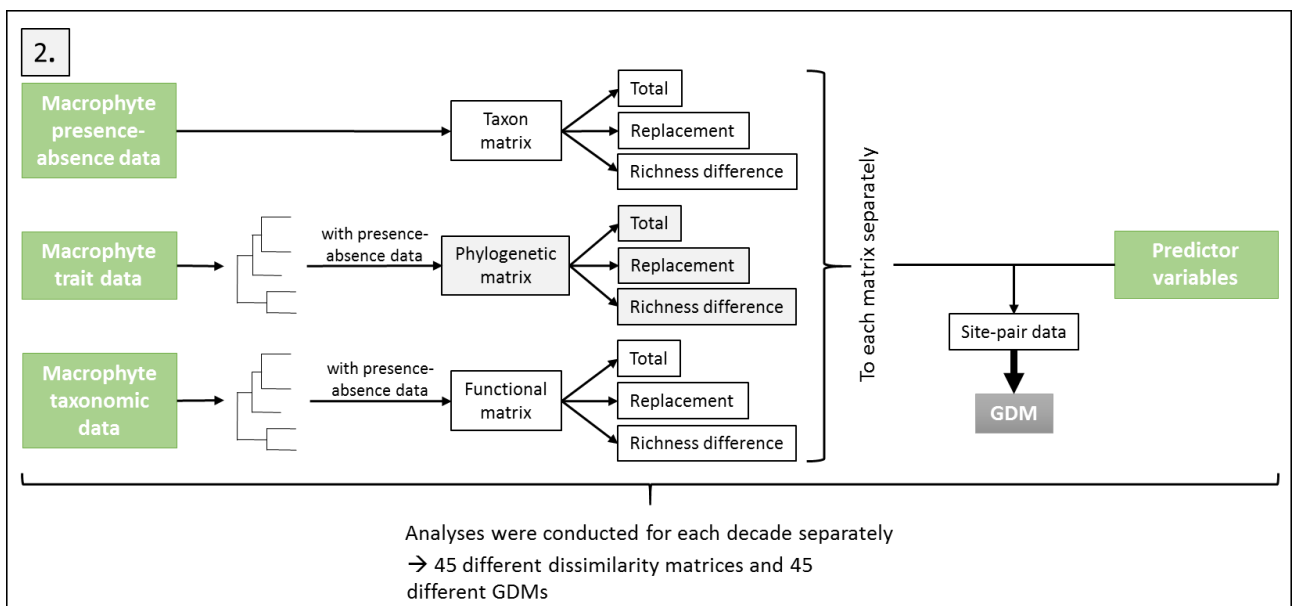 2.
Macrophyte
presence-
absence data
Taxon
matrix
Total
Replacement
Richness difference
Macrophyte
trait data
with presence-
absence data
Phylogenetic
matrix
Total
Replacement
Richness difference
Macrophyte
taxonomic
data
with presence-
absence data
Functional
matrix
Total
Replacement
Richness difference
To each matrix separately
Predictor
variables
Site-pair data
GDM
Analyses were conducted for each decade separately
→ 45 different dissimilarity matrices and 45
different GDMs